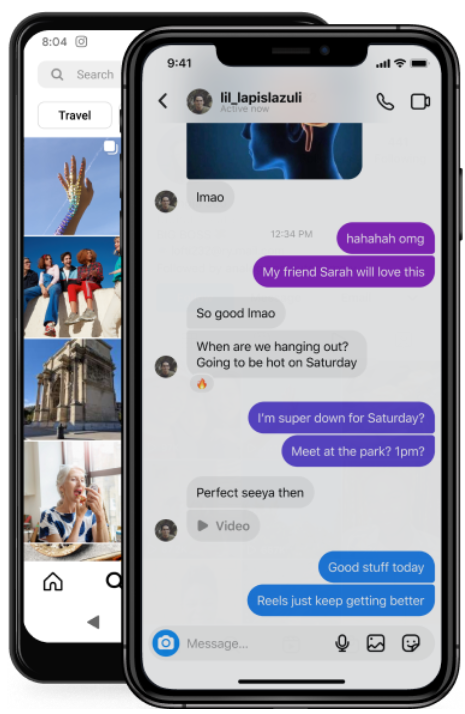 8:04
Search
Travel
9:41
lil_lapislazuli
Active now
lmao
12:34 PM
hahahah omg
My friend Sarah will love this
So good lmao
When are we hanging out?
Going to be hot on Saturday
I'm super down for Saturday?
Meet at the park? 1pm?
Perfect seeya then
Video
Good stuff today
Reels just keep getting better
Message...